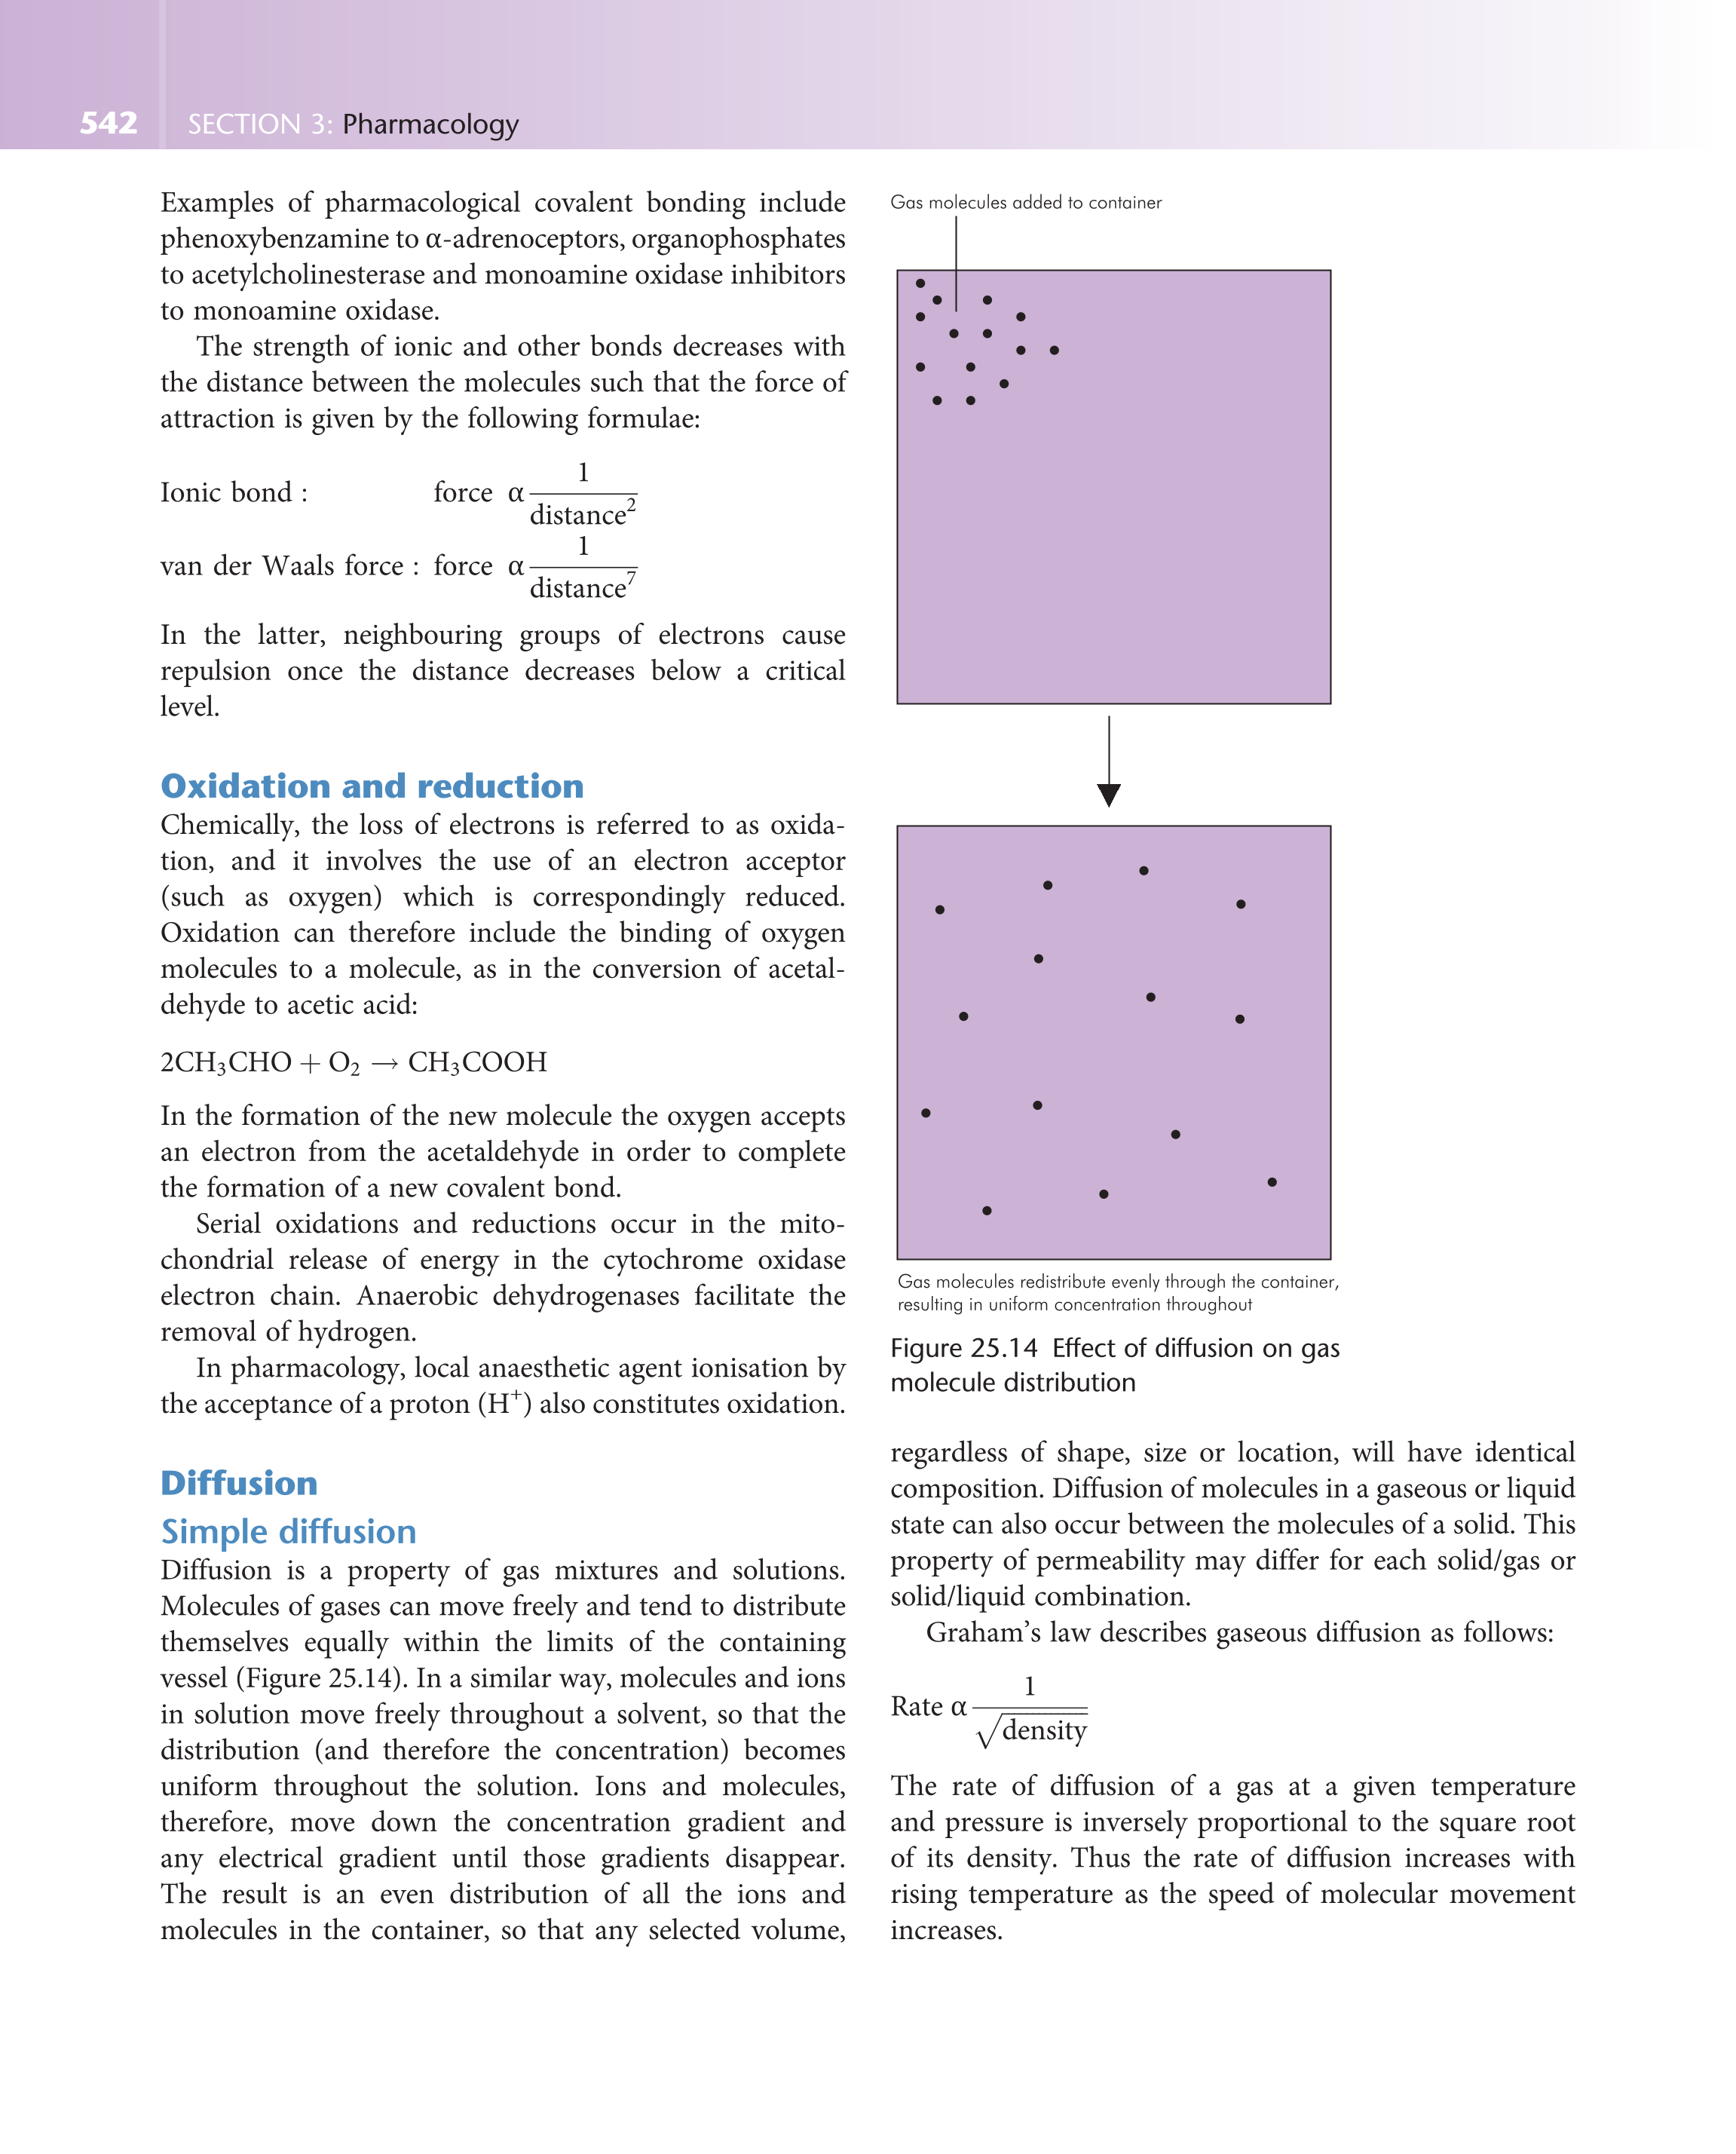 542 SECTION 3: Pharmacology
Examples of pharmacological covalent bonding include
phenoxybenzamine to α-adrenoceptors, organophosphates
to acetylcholinesterase and monoamine oxidase inhibitors
to monoamine oxidase.
The strength of ionic and other bonds decreases with
the distance between the molecules such that the force of
attraction is given by the following formulae:
Ionic bond : force α 1/distance²
van der Waals force : force α 1/distance⁷
In the latter, neighbouring groups of electrons cause
repulsion once the distance decreases below a critical
level.
Oxidation and reduction
Chemically, the loss of electrons is referred to as oxida-
tion, and it involves the use of an electron acceptor
(such as oxygen) which is correspondingly reduced.
Oxidation can therefore include the binding of oxygen
molecules to a molecule, as in the conversion of acetal-
dehyde to acetic acid:
2CH₃CHO + O₂ → CH₃COOH
In the formation of the new molecule the oxygen accepts
an electron from the acetaldehyde in order to complete
the formation of a new covalent bond.
Serial oxidations and reductions occur in the mito-
chondrial release of energy in the cytochrome oxidase
electron chain. Anaerobic dehydrogenases facilitate the
removal of hydrogen.
In pharmacology, local anaesthetic agent ionisation by
the acceptance of a proton (H⁺) also constitutes oxidation.
Diffusion
Simple diffusion
Diffusion is a property of gas mixtures and solutions.
Molecules of gases can move freely and tend to distribute
themselves equally within the limits of the containing
vessel (Figure 25.14). In a similar way, molecules and ions
in solution move freely throughout a solvent, so that the
distribution (and therefore the concentration) becomes
uniform throughout the solution. Ions and molecules,
therefore, move down the concentration gradient and
any electrical gradient until those gradients disappear.
The result is an even distribution of all the ions and
molecules in the container, so that any selected volume,
Gas molecules added to container
Gas molecules redistribute evenly through the container,
resulting in uniform concentration throughout
Figure 25.14 Effect of diffusion on gas
molecule distribution
regardless of shape, size or location, will have identical
composition. Diffusion of molecules in a gaseous or liquid
state can also occur between the molecules of a solid. This
property of permeability may differ for each solid/gas or
solid/liquid combination.
Graham's law describes gaseous diffusion as follows:
Rate α 1/√density
The rate of diffusion of a gas at a given temperature
and pressure is inversely proportional to the square root
of its density. Thus the rate of diffusion increases with
rising temperature as the speed of molecular movement
increases.